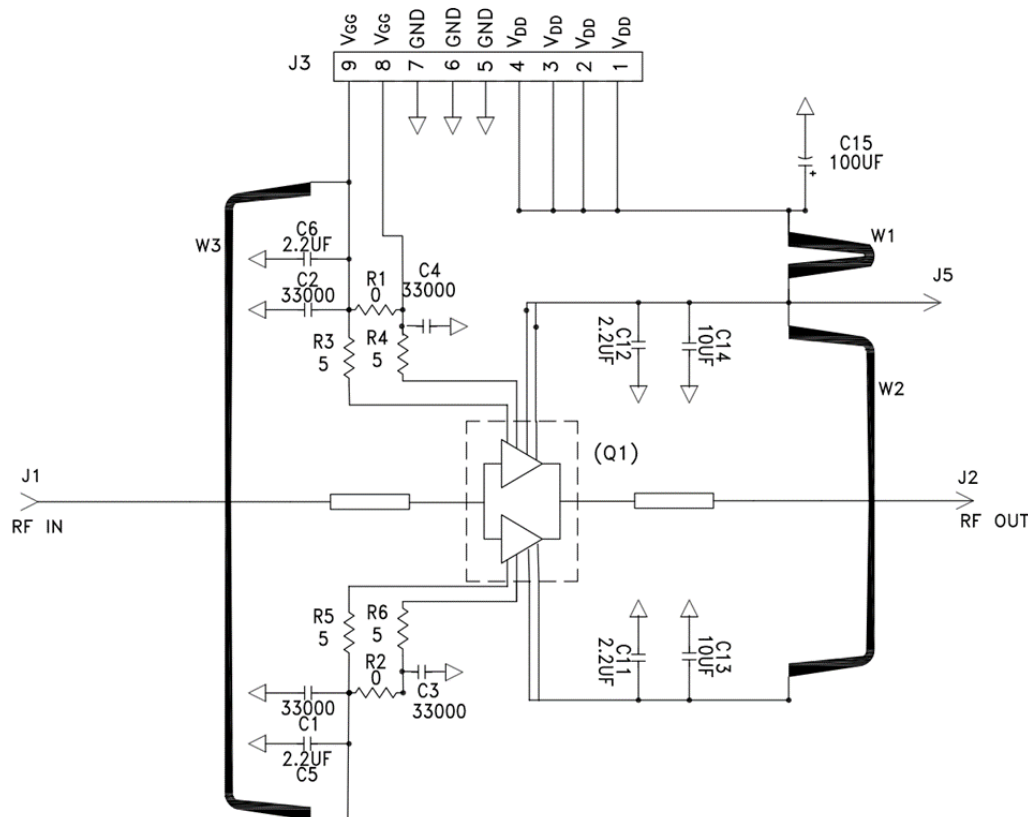 VGG VGG GND GND GND VDD VDD VDD VDD
J3
9 8 7 6 5 4 3 2 1
C15
100UF
+
W3
C6
2.2UF
C2
33000
R1
0
C4
33000
W1
J5
R3
5
R4
5
C12
2.2UF
C14
10UF
W2
(Q1)
J1
RF IN
J2
RF OUT
R5
5
R6
5
R2
0
C11
2.2UF
C13
10UF
33000
C1
C3
33000
2.2UF
C5